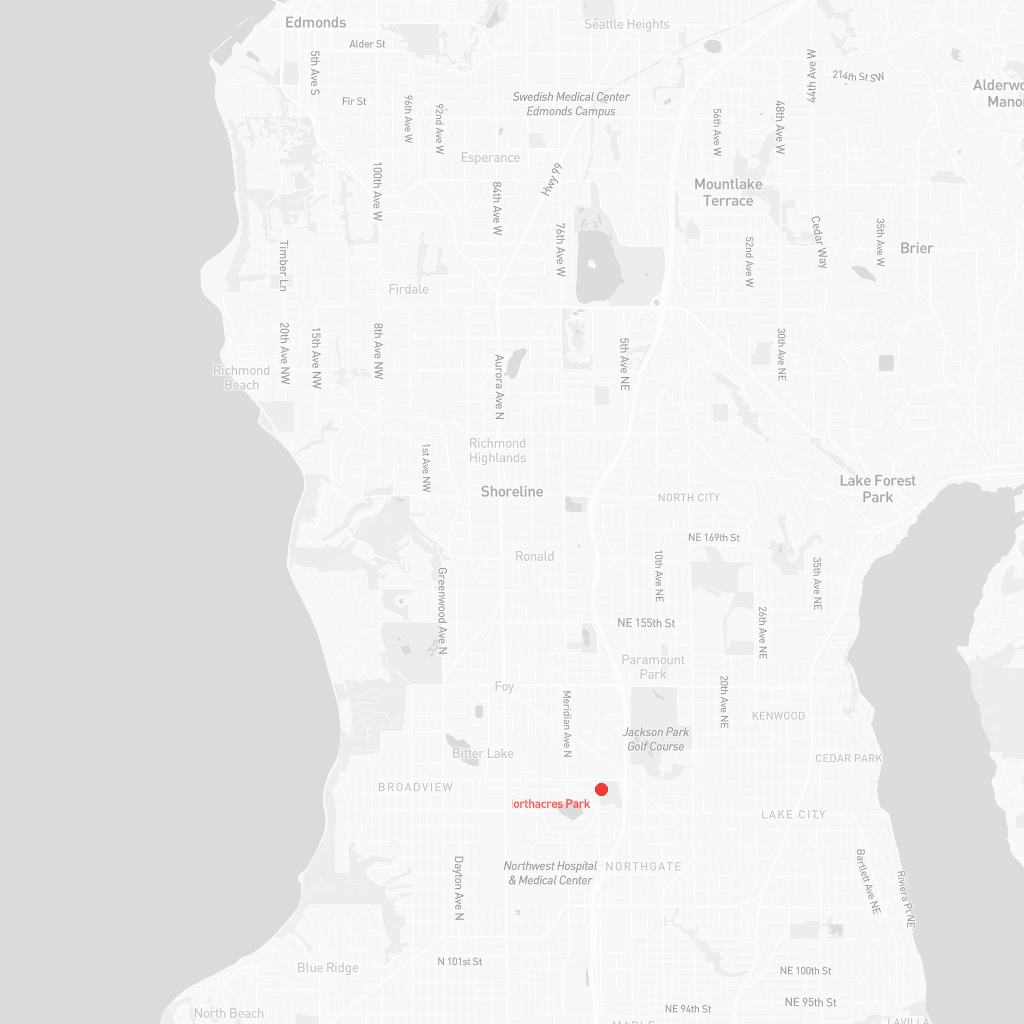 Edmonds
Seattle Heights
Alder St
5th Ave S
44th Ave W
214th St SW
Alderwo
Mano
Fir St
96th Ave W
92nd Ave W
Swedish Medical Center
Edmonds Campus
56th Ave W
48th Ave W
Esperance
100th Ave W
84th Ave W
Hwy 99
Mountlake
Terrace
76th Ave W
52nd Ave W
Cedar Way
35th Ave W
Brier
Timber Ln
Firdale
20th Ave NW
15th Ave NW
8th Ave NW
Aurora Ave N
5th Ave NE
30th Ave NE
Richmond
Beach
1st Ave NW
Richmond
Highlands
Shoreline
NORTH CITY
Lake Forest
Park
NE 169th St
Ronald
10th Ave NE
35th Ave NE
Greenwood Ave N
NE 155th St
26th Ave NE
Paramount
Park
Foy
Meridian Ave N
20th Ave NE
KENWOOD
Jackson Park
Golf Course
Bitter Lake
CEDAR PARK
BROADVIEW
orthacres Park
LAKE CITY
Northwest Hospital
& Medical Center
NORTHGATE
Dayton Ave N
Bartlett Ave NE
Riviera Pl NE
N 101st St
Blue Ridge
NE 100th St
NE 95th St
NE 94th St
North Beach
LAVILLA
MAPLE